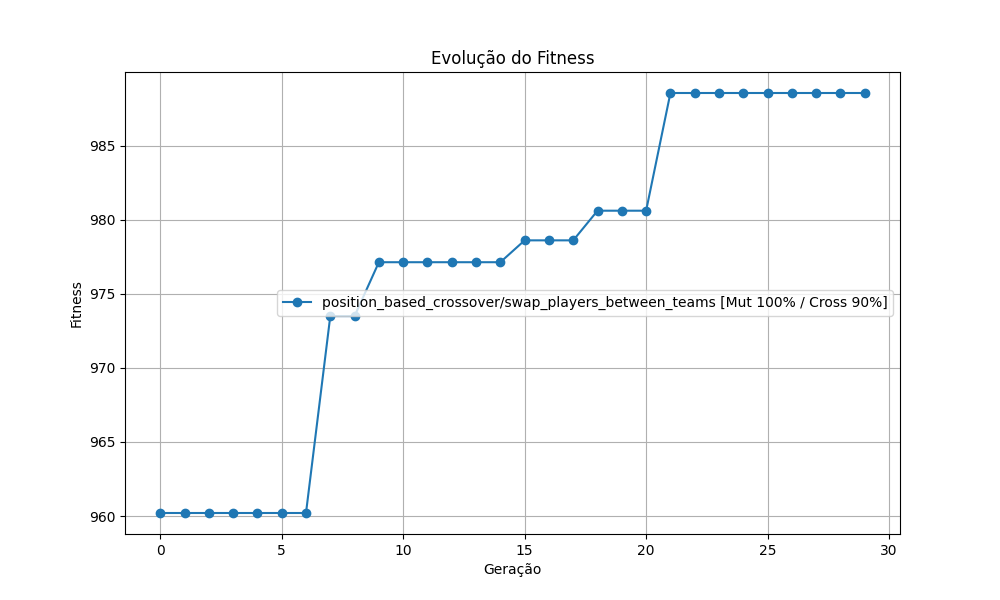 Evolução do Fitness
Fitness
985
980
975
970
965
960
position_based_crossover/swap_players_between_teams [Mut 100% / Cross 90%]
0 5 10 15 20 25 30
Geração